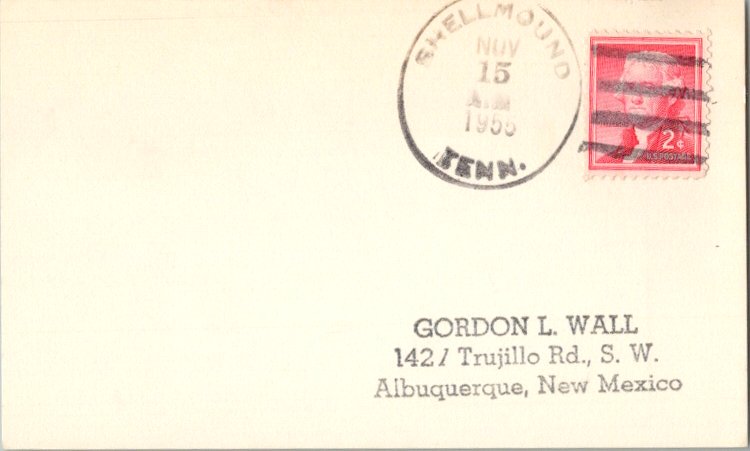 SHELLMOUND
NOV
15
A.M
1955
TENN.
2¢
U.S. POSTAGE
GORDON L. WALL
1421 Trujillo Rd., S. W.
Albuquerque, New Mexico